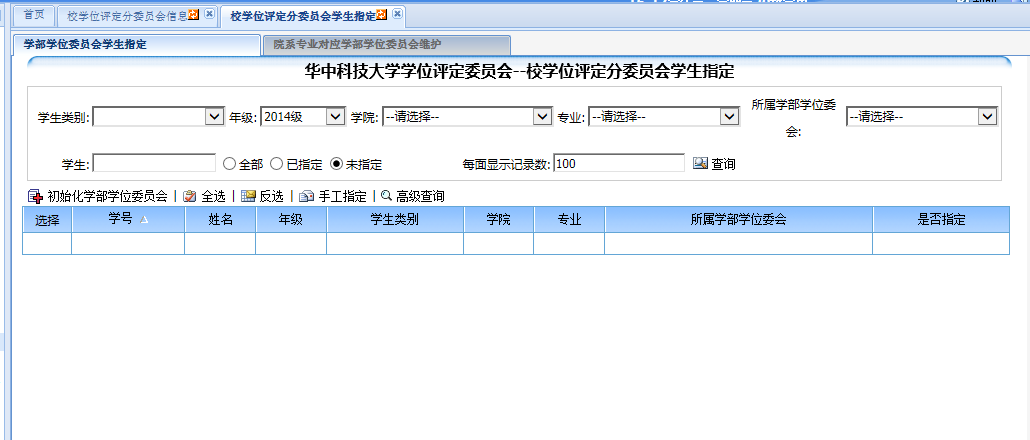 首页 校学位评定分委员会信息 校学位评定分委员会学生指定
学部学位委员会学生指定 院系专业对应学部学位委员会维护
华中科技大学学位评定委员会--校学位评定分委员会学生指定
学生类别: 年级: 2014级 学院: --请选择-- 专业: --请选择-- 所属学部学位委会: --请选择--
学生: 全部 已指定 未指定 每面显示记录数: 100 查询
初始化学部学位委员会 | 全选 | 反选 | 手工指定 | 高级查询
选择 学号 姓名 年级 学生类别 学院 专业 所属学部学位委会 是否指定